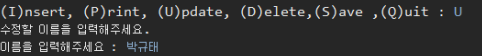 (I)nsert, (P)rint, (U)pdate, (D)elete,(S)ave ,(Q)uit : U
수정할 이름을 입력해주세요.
이름을 입력해주세요 : 박규태